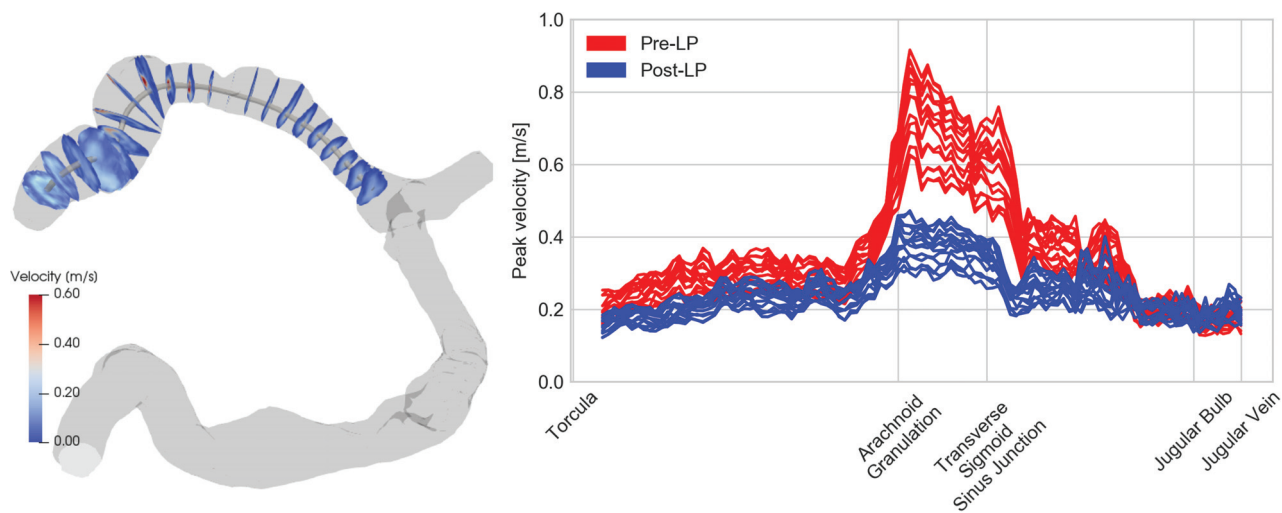 Velocity (m/s)
0.60
0.40
0.20
0.00
Peak velocity [m/s]
1.0
0.8
0.6
0.4
0.2
0.0
Pre-LP
Post-LP
Torcula
Arachnoid
Granulation
Transverse
Sigmoid
Sinus Junction
Jugular Bulb
Jugular Vein